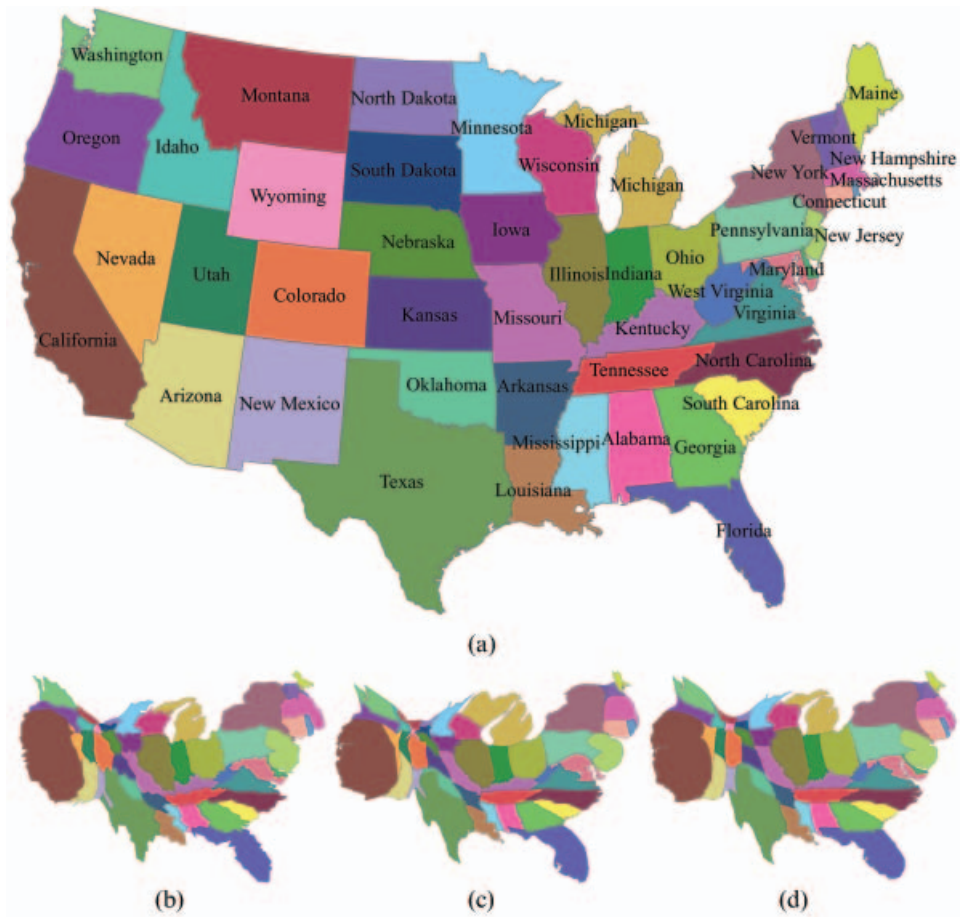 Washington
Montana
North Dakota
Minnesota
Michigan
Maine
Oregon
Idaho
Vermont
New Hampshire
Wisconsin
South Dakota
New York
Massachusetts
Wyoming
Michigan
Connecticut
Iowa
Pennsylvania
New Jersey
Nebraska
Nevada
Ohio
Utah
Illinois
Indiana
Maryland
Colorado
West Virginia
Kansas
Missouri
Virginia
California
Kentucky
North Carolina
Tennessee
Oklahoma
Arkansas
Arizona
New Mexico
South Carolina
Mississippi
Alabama
Georgia
Texas
Louisiana
Florida
(a)
(b) (c) (d)